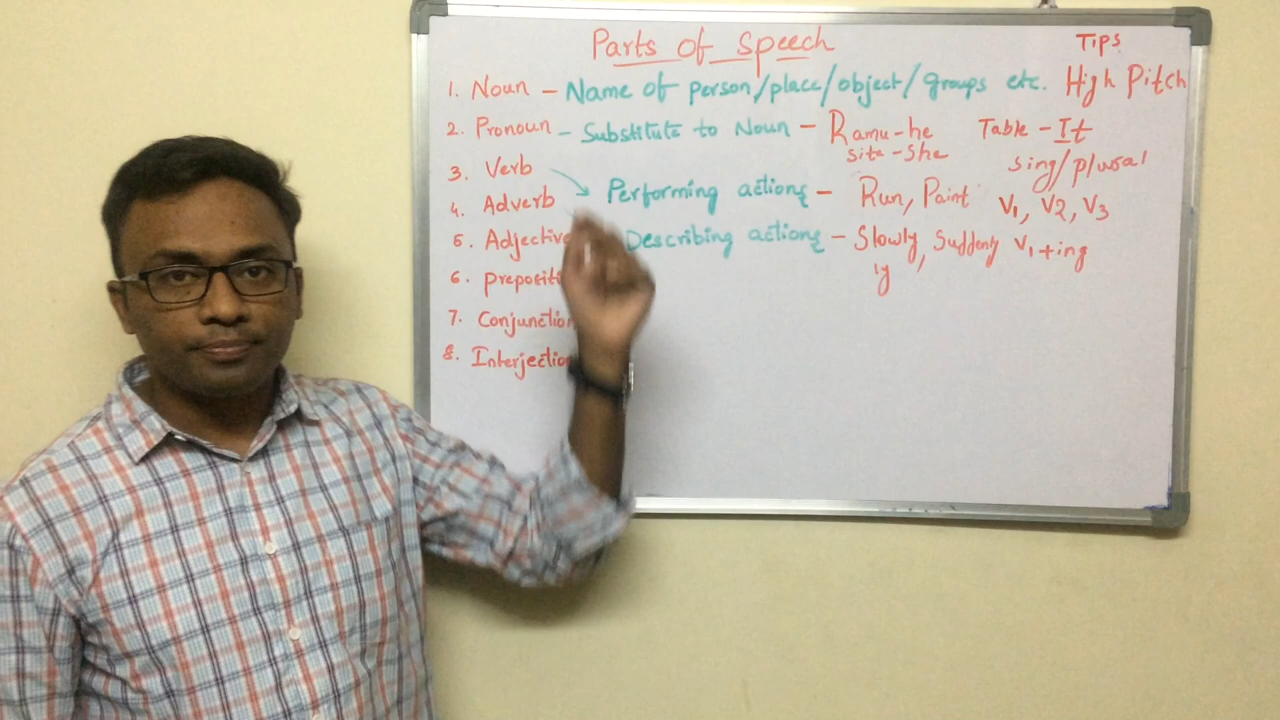 Parts of Speech
TIPS
1. Noun – Name of person/place/object/groups etc. High Pitch
2. Pronoun – Substitute to Noun – Ramu-he Table – It
sita-She sing/plural
3. Verb → Performing actions – Run, Paint V1, V2, V3
4. Adverb Describing actions – Slowly, Suddenly V1+ing
ly
5. Adjective
6. prepositi
7. Conjunction
8. Interjection